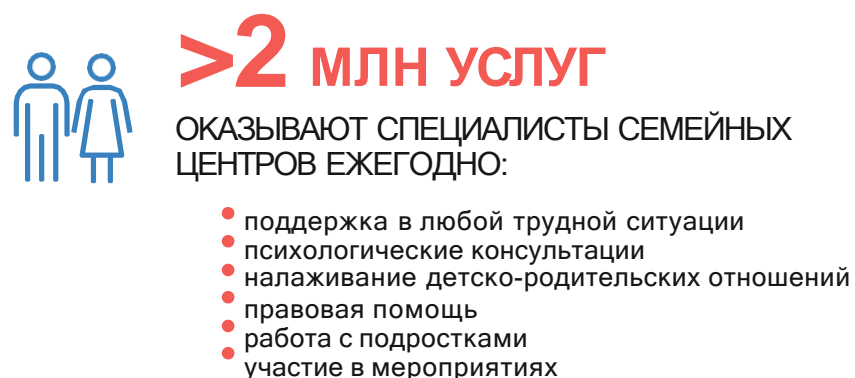 >2 МЛН УСЛУГ
ОКАЗЫВАЮТ СПЕЦИАЛИСТЫ СЕМЕЙНЫХ
ЦЕНТРОВ ЕЖЕГОДНО:
• поддержка в любой трудной ситуации
• психологические консультации
• налаживание детско-родительских отношений
• правовая помощь
• работа с подростками
• участие в мероприятиях